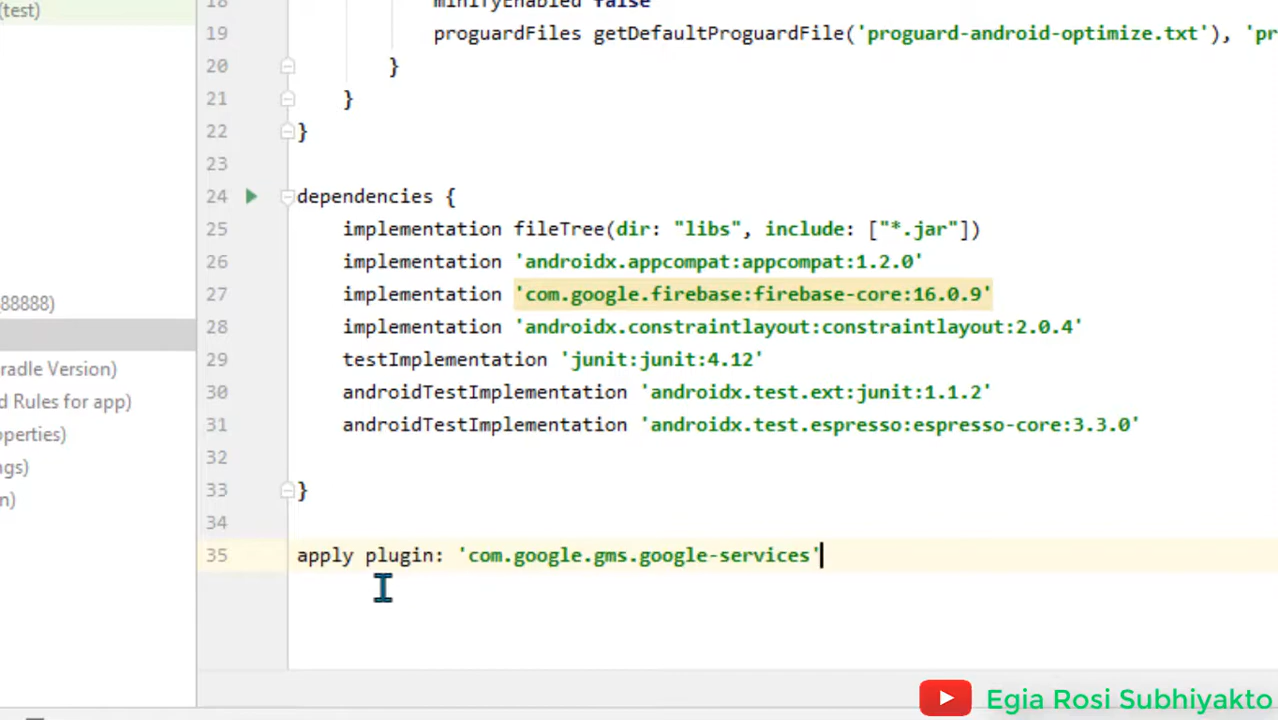 (test)
18 minifyEnabled false
19 proguardFiles getDefaultProguardFile('proguard-android-optimize.txt'), 'pr
20 }
21 }
22 }
23
24 dependencies {
25 implementation fileTree(dir: "libs", include: ["*.jar"])
26 implementation 'androidx.appcompat:appcompat:1.2.0'
88888)
27 implementation 'com.google.firebase:firebase-core:16.0.9'
28 implementation 'androidx.constraintlayout:constraintlayout:2.0.4'
radle Version)
29 testImplementation 'junit:junit:4.12'
d Rules for app)
30 androidTestImplementation 'androidx.test.ext:junit:1.1.2'
operties)
31 androidTestImplementation 'androidx.test.espresso:espresso-core:3.3.0'
ngs)
32
n)
33 }
34
35 apply plugin: 'com.google.gms.google-services'
Egia Rosi Subhiyakto